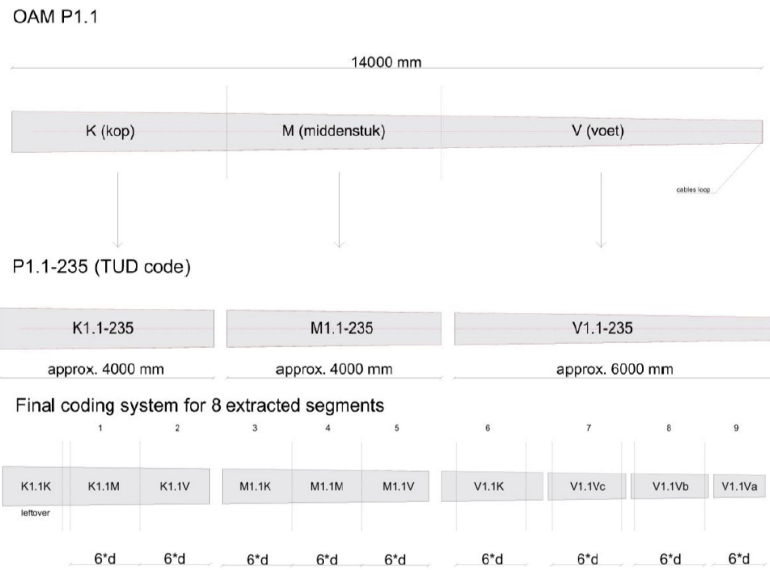 OAM P1.1
14000 mm
K (kop) M (middenstuk) V (voet)
cables loop
P1.1-235 (TUD code)
K1.1-235 M1.1-235 V1.1-235
approx. 4000 mm approx. 4000 mm approx. 6000 mm
Final coding system for 8 extracted segments
1 2 3 4 5 6 7 8 9
K1.1K K1.1M K1.1V M1.1K M1.1M M1.1V V1.1K V1.1Vc V1.1Vb V1.1Va
leftover
6*d 6*d 6*d 6*d 6*d 6*d 6*d 6*d 6*d